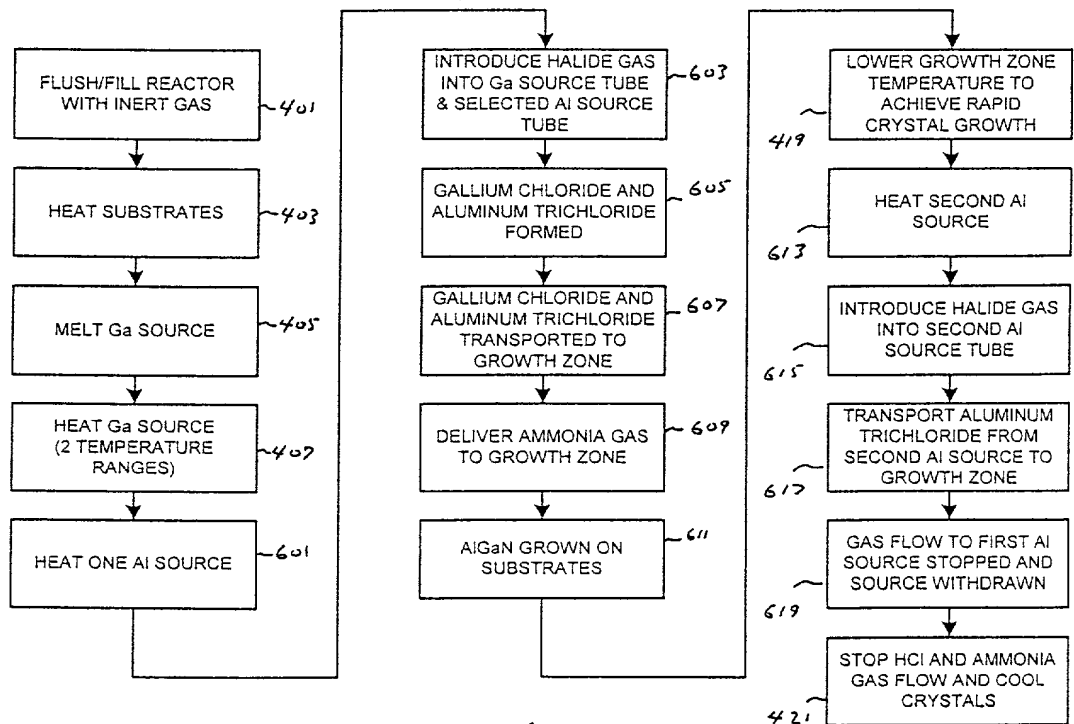 FLUSH/FILL REACTOR
WITH INERT GAS
401
HEAT SUBSTRATES
403
MELT Ga SOURCE
405
HEAT Ga SOURCE
(2 TEMPERATURE
RANGES)
407
HEAT ONE Al SOURCE
601
INTRODUCE HALIDE GAS
INTO Ga SOURCE TUBE
& SELECTED Al SOURCE
TUBE
603
GALLIUM CHLORIDE AND
ALUMINUM TRICHLORIDE
FORMED
605
GALLIUM CHLORIDE AND
ALUMINUM TRICHLORIDE
TRANSPORTED TO
GROWTH ZONE
607
DELIVER AMMONIA GAS
TO GROWTH ZONE
609
AlGaN GROWN ON
SUBSTRATES
611
LOWER GROWTH ZONE
TEMPERATURE TO
ACHIEVE RAPID
CRYSTAL GROWTH
419
HEAT SECOND Al
SOURCE
613
INTRODUCE HALIDE GAS
INTO SECOND Al
SOURCE TUBE
615
TRANSPORT ALUMINUM
TRICHLORIDE FROM
SECOND Al SOURCE TO
GROWTH ZONE
617
GAS FLOW TO FIRST Al
SOURCE STOPPED AND
SOURCE WITHDRAWN
619
STOP HCl AND AMMONIA
GAS FLOW AND COOL
CRYSTALS
421